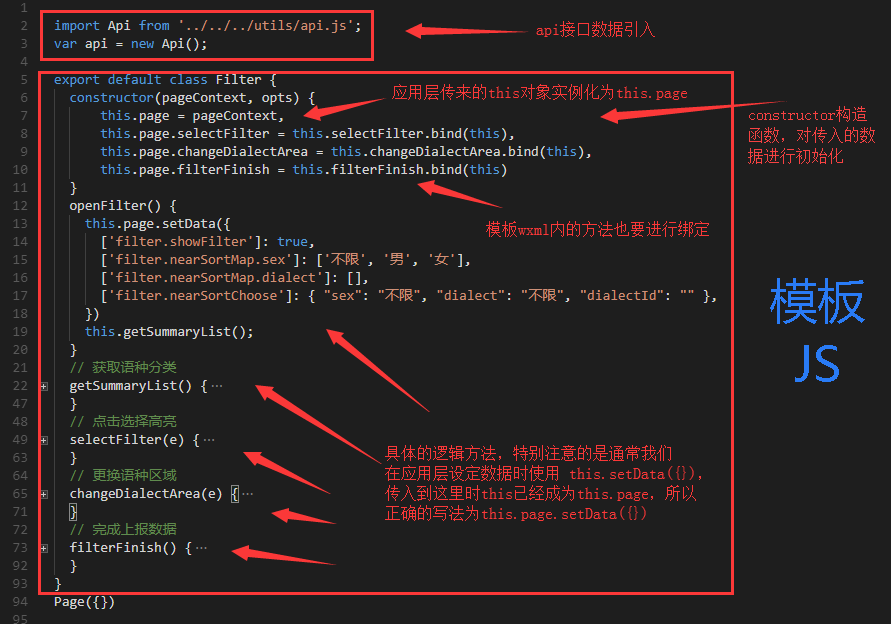 1
2 import Api from '../../../utils/api.js';
3 var api = new Api();
api接口数据引入
4
5 export default class Filter {
6 constructor(pageContext, opts) {
应用层传来的this对象实例化为this.page
7 this.page = pageContext,
8 this.page.selectFilter = this.selectFilter.bind(this),
9 this.page.changeDialectArea = this.changeDialectArea.bind(this),
10 this.page.filterFinish = this.filterFinish.bind(this)
constructor构造
函数，对传入的数
据进行初始化
11 }
12 openFilter() {
13 this.page.setData({
模板wxml内的方法也要进行绑定
14 ['filter.showFilter']: true,
15 ['filter.nearSortMap.sex']: ['不限', '男', '女'],
16 ['filter.nearSortMap.dialect']: [],
17 ['filter.nearSortChoose']: { "sex": "不限", "dialect": "不限", "dialectId": "" },
18 })
19 this.getSummaryList();
20 }
模板
JS
21 // 获取语种分类
22 getSummaryList() {…
47 }
48 // 点击选择高亮
49 selectFilter(e) {…
63 }
64 // 更换语种区域
65 changeDialectArea(e) {…
71 }
72 // 完成上报数据
73 filterFinish() {…
92 }
具体的逻辑方法，特别注意的是通常我们
在应用层设定数据时使用 this.setData({})，
传入到这里时this已经成为this.page，所以
正确的写法为this.page.setData({})
93 }
94 Page({})
95